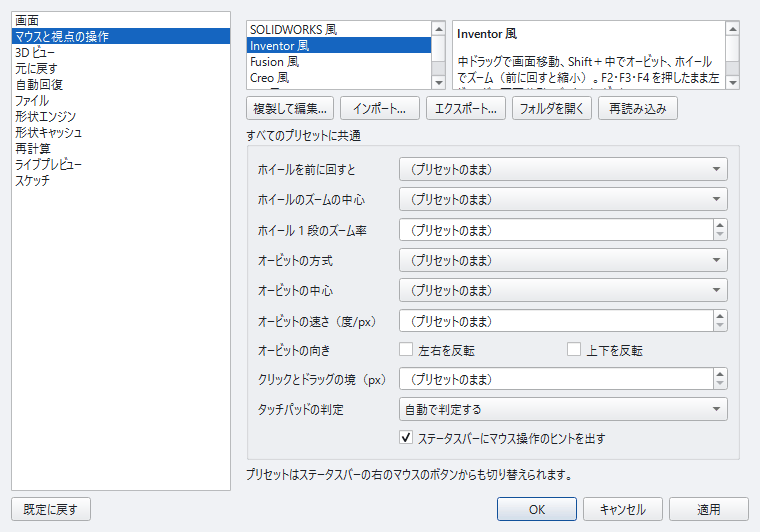 画面
マウスと視点の操作
3D ビュー
元に戻す
自動回復
ファイル
形状エンジン
形状キャッシュ
再計算
ライブプレビュー
スケッチ
SOLIDWORKS 風
Inventor 風
Fusion 風
Creo 風
Inventor 風
中ドラッグで画面移動、Shift＋中でオービット、ホイール
でズーム（前に回すと縮小）。F2・F3・F4 を押したまま左
複製して編集...
インポート...
エクスポート...
フォルダを開く
再読み込み
すべてのプリセットに共通
ホイールを前に回すと
（プリセットのまま）
ホイールのズームの中心
（プリセットのまま）
ホイール 1 段のズーム率
（プリセットのまま）
オービットの方式
（プリセットのまま）
オービットの中心
（プリセットのまま）
オービットの速さ（度/px）
（プリセットのまま）
オービットの向き
左右を反転
上下を反転
クリックとドラッグの境（px）
（プリセットのまま）
タッチパッドの判定
自動で判定する
ステータスバーにマウス操作のヒントを出す
プリセットはステータスバーの右のマウスのボタンからも切り替えられます。
既定に戻す
OK
キャンセル
適用